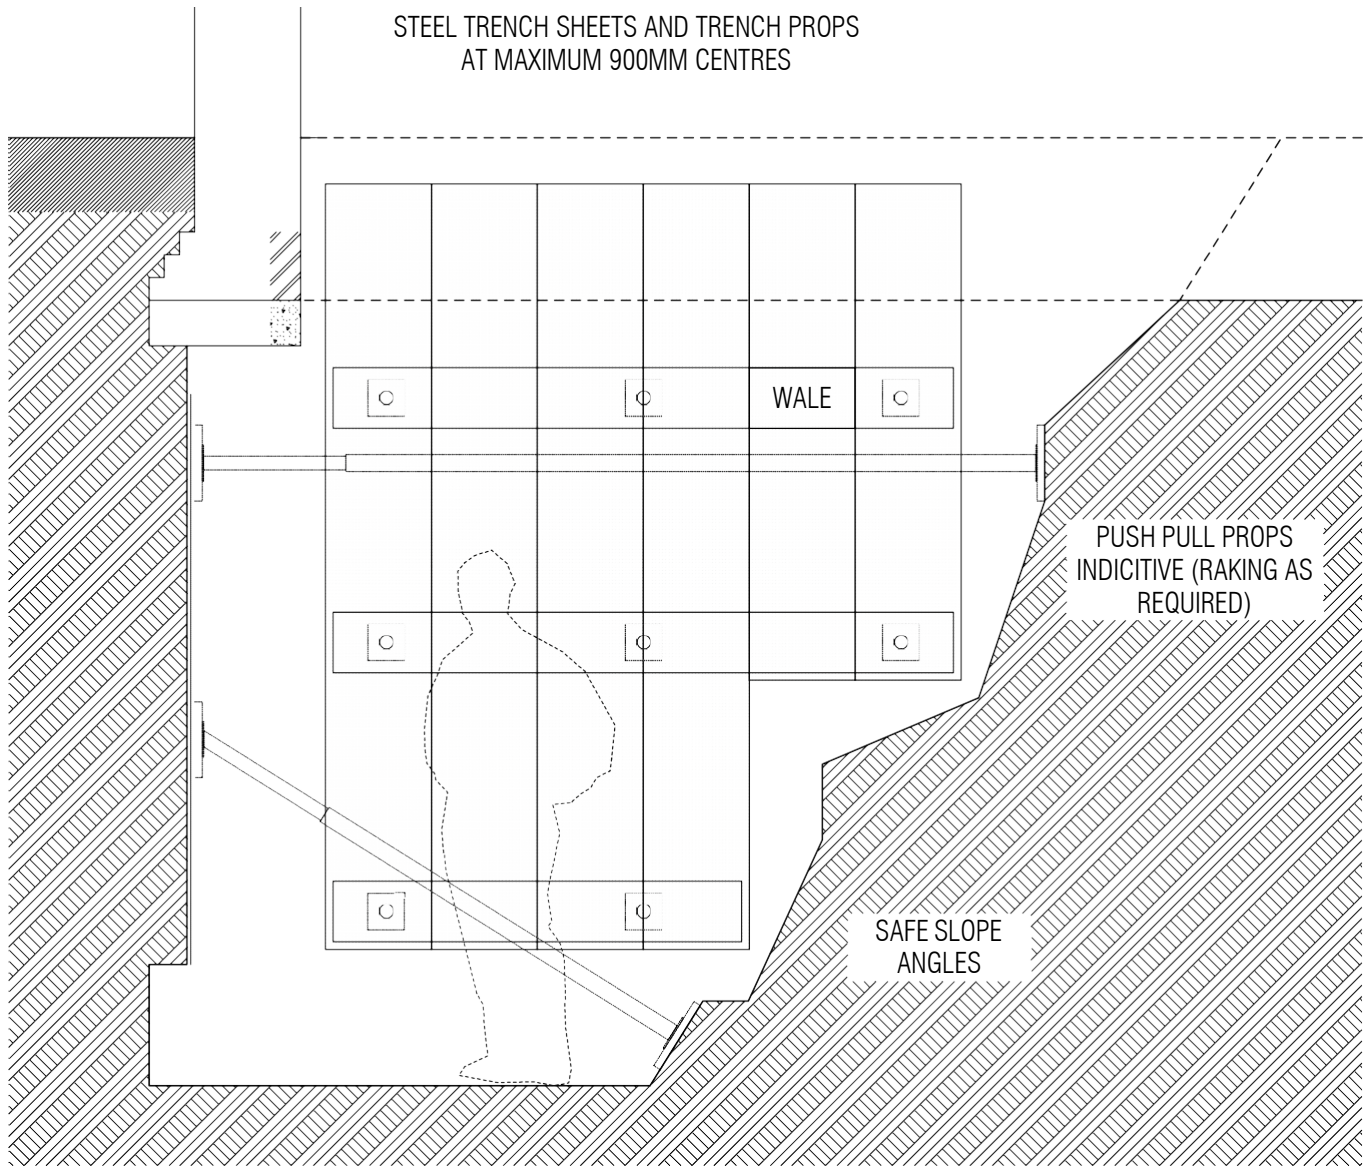 STEEL TRENCH SHEETS AND TRENCH PROPS
AT MAXIMUM 900MM CENTRES
WALE
PUSH PULL PROPS
INDICITIVE (RAKING AS
REQUIRED)
SAFE SLOPE
ANGLES